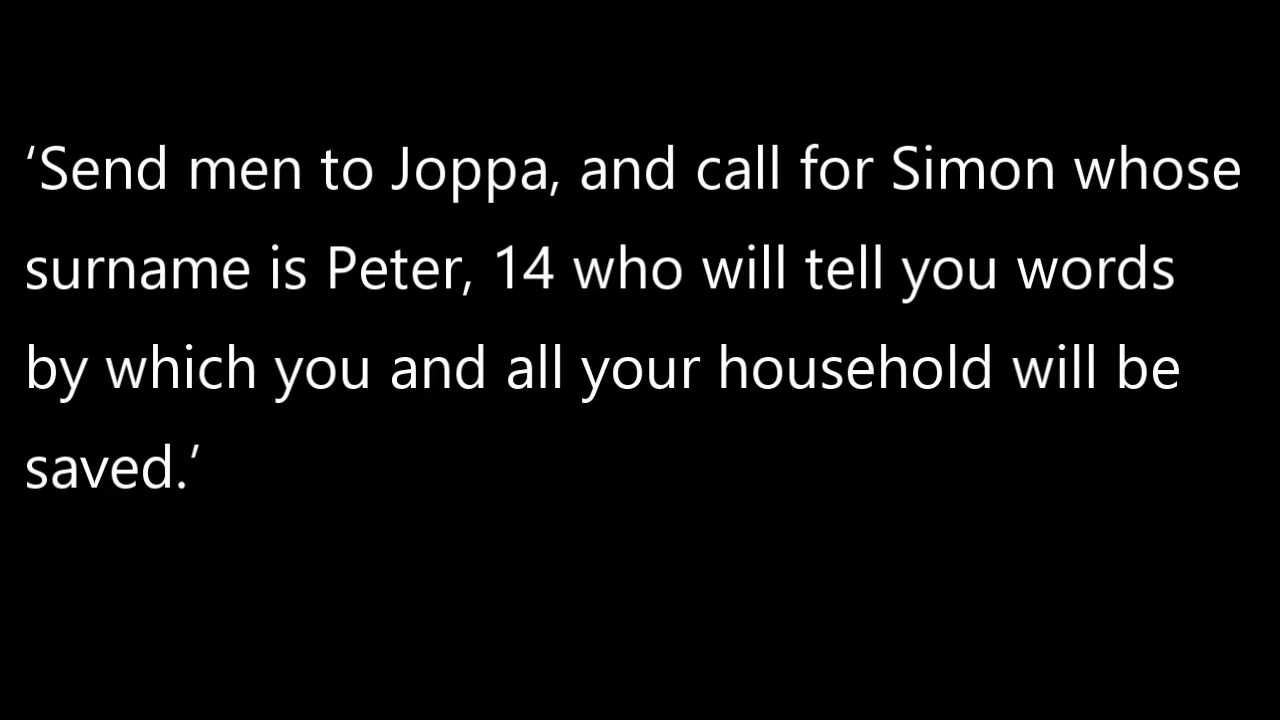 ‘Send men to Joppa, and call for Simon whose
surname is Peter, 14 who will tell you words
by which you and all your household will be
saved.’